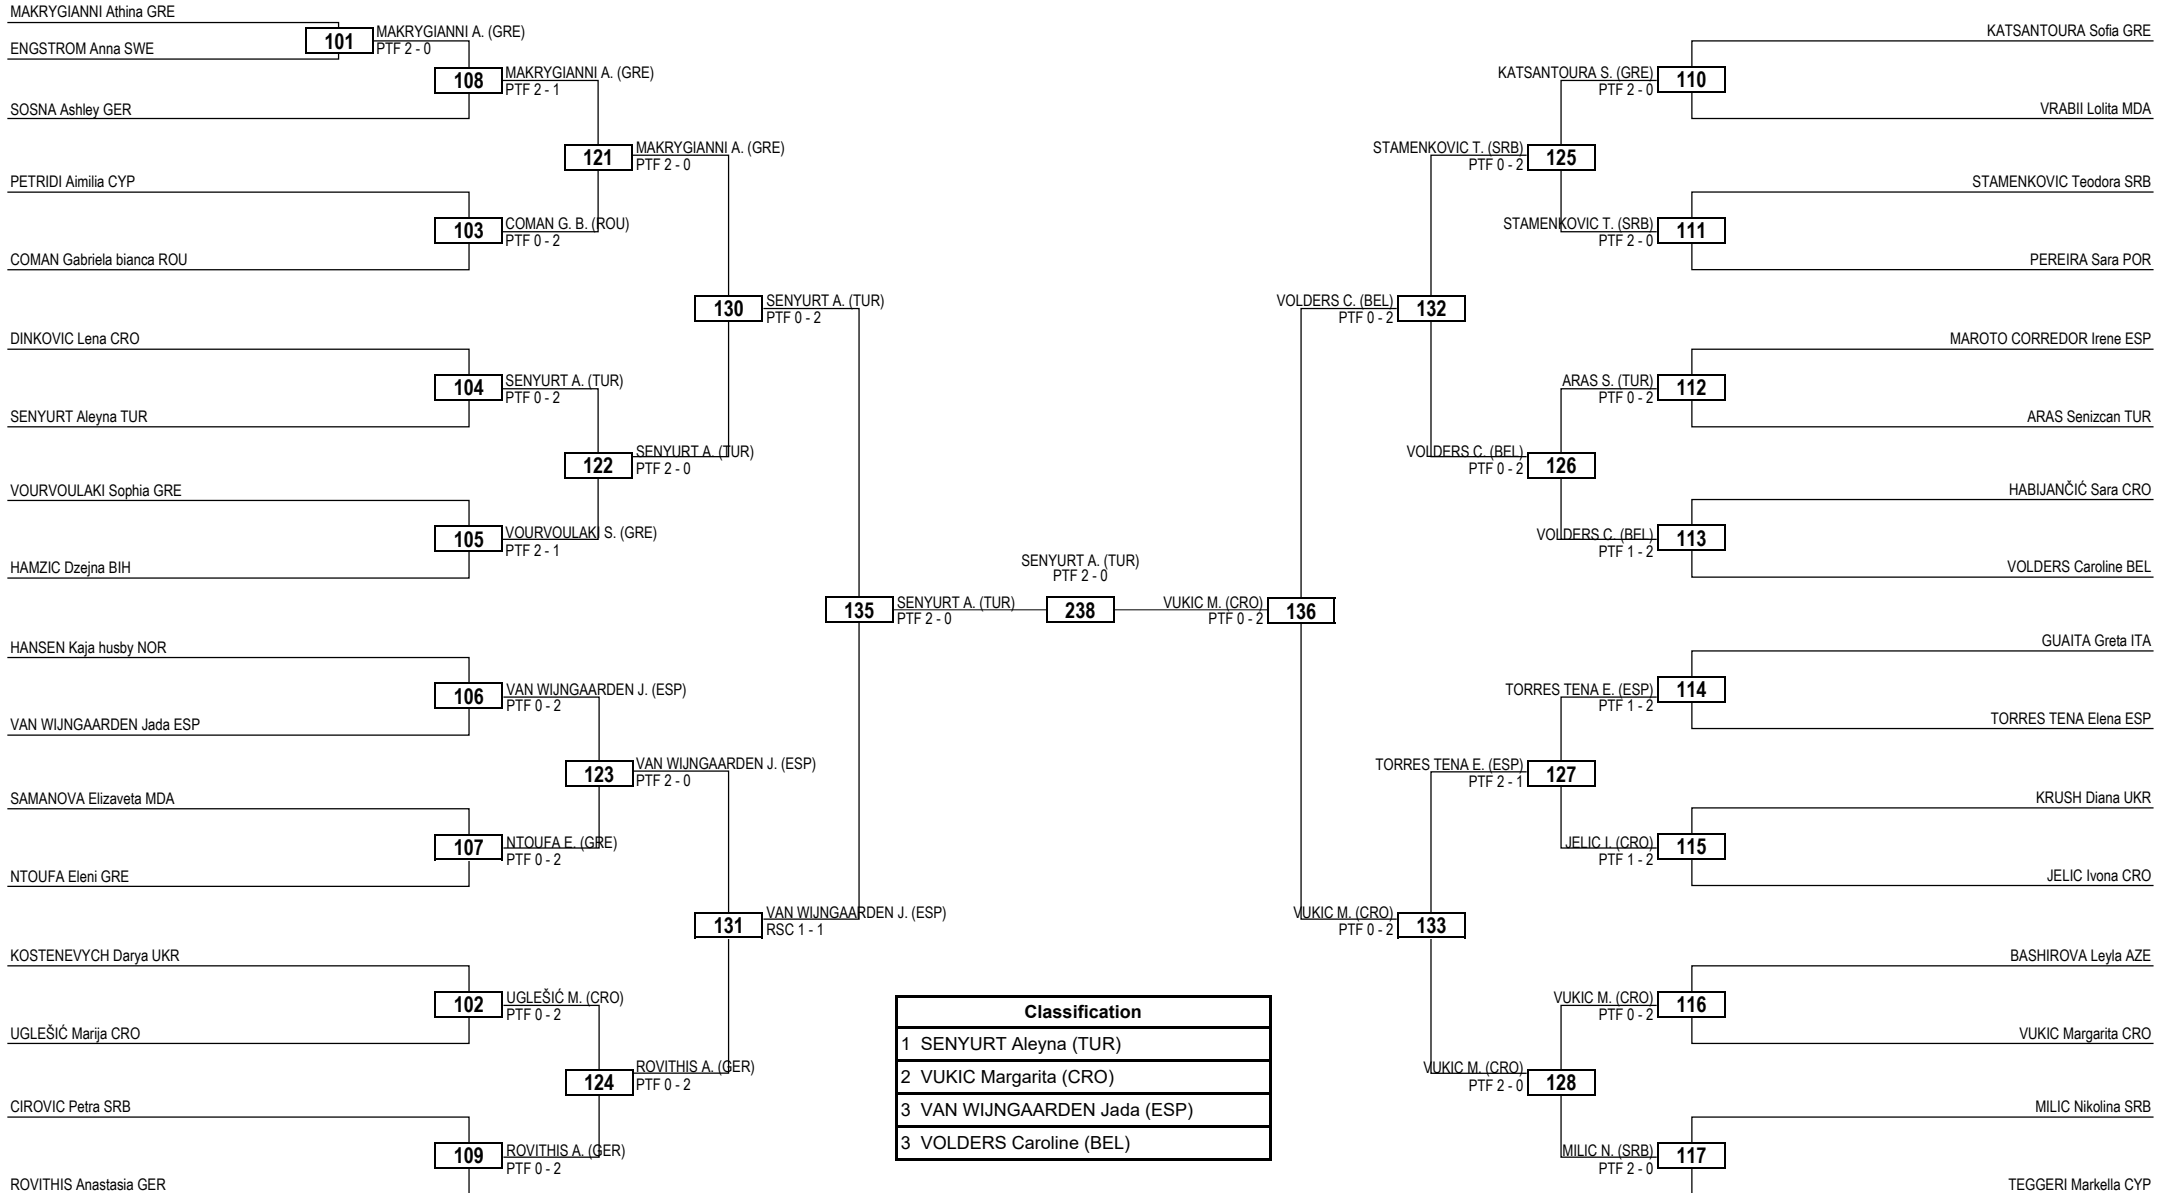 MAKRYGIANNI Athina GRE
ENGSTROM Anna SWE
101
MAKRYGIANNI A. (GRE)
PTF 2 - 0
108
MAKRYGIANNI A. (GRE)
PTF 2 - 1
SOSNA Ashley GER
121
MAKRYGIANNI A. (GRE)
PTF 2 - 0
PETRIDI Aimilia CYP
103
COMAN G. B. (ROU)
PTF 0 - 2
COMAN Gabriela bianca ROU
130
SENYURT A. (TUR)
PTF 0 - 2
DINKOVIC Lena CRO
104
SENYURT A. (TUR)
PTF 0 - 2
SENYURT Aleyna TUR
122
SENYURT A. (TUR)
PTF 2 - 0
VOURVOULAKI Sophia GRE
105
VOURVOULAKI S. (GRE)
PTF 2 - 1
HAMZIC Dzejna BIH
135
SENYURT A. (TUR)
PTF 2 - 0
HANSEN Kaja husby NOR
106
VAN WIJNGAARDEN J. (ESP)
PTF 0 - 2
VAN WIJNGAARDEN Jada ESP
123
VAN WIJNGAARDEN J. (ESP)
PTF 2 - 0
SAMANOVA Elizaveta MDA
107
NTOUFA E. (GRE)
PTF 0 - 2
NTOUFA Eleni GRE
131
VAN WIJNGAARDEN J. (ESP)
RSC 1 - 1
KOSTENEVYCH Darya UKR
102
UGLEŠIĆ M. (CRO)
PTF 0 - 2
UGLEŠIĆ Marija CRO
124
ROVITHIS A. (GER)
PTF 0 - 2
CIROVIC Petra SRB
109
ROVITHIS A. (GER)
PTF 0 - 2
ROVITHIS Anastasia GER
SENYURT A. (TUR)
PTF 2 - 0
238
Classification
1 SENYURT Aleyna (TUR)
2 VUKIC Margarita (CRO)
3 VAN WIJNGAARDEN Jada (ESP)
3 VOLDERS Caroline (BEL)
KATSANTOURA Sofia GRE
KATSANTOURA S. (GRE)
PTF 2 - 0
110
VRABII Lolita MDA
STAMENKOVIC T. (SRB)
PTF 0 - 2
125
STAMENKOVIC Teodora SRB
STAMENKOVIC T. (SRB)
PTF 2 - 0
111
PEREIRA Sara POR
VOLDERS C. (BEL)
PTF 0 - 2
132
MAROTO CORREDOR Irene ESP
ARAS S. (TUR)
PTF 0 - 2
112
ARAS Senizcan TUR
VOLDERS C. (BEL)
PTF 0 - 2
126
HABIJANČIĆ Sara CRO
VOLDERS C. (BEL)
PTF 1 - 2
113
VOLDERS Caroline BEL
VUKIC M. (CRO)
PTF 0 - 2
136
GUAITA Greta ITA
TORRES TENA E. (ESP)
PTF 1 - 2
114
TORRES TENA Elena ESP
TORRES TENA E. (ESP)
PTF 2 - 1
127
KRUSH Diana UKR
JELIC I. (CRO)
PTF 1 - 2
115
JELIC Ivona CRO
VUKIC M. (CRO)
PTF 0 - 2
133
BASHIROVA Leyla AZE
VUKIC M. (CRO)
PTF 0 - 2
116
VUKIC Margarita CRO
VUKIC M. (CRO)
PTF 2 - 0
128
MILIC Nikolina SRB
MILIC N. (SRB)
PTF 2 - 0
117
TEGGERI Markella CYP